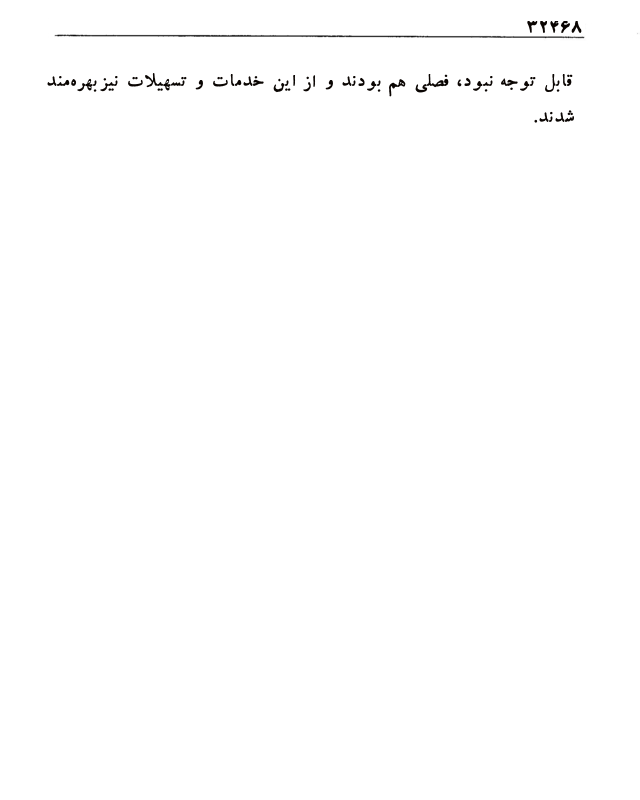 ۳۲۴۶۸
قابل توجه نبود، فصلی هم بودند و از این خدمات و تسهیلات نیز بهره‌مند
شدند.